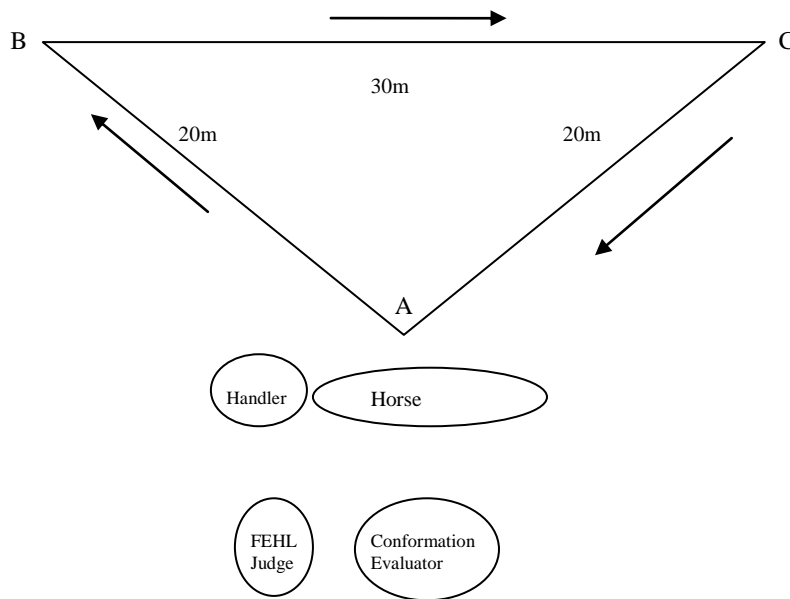 B
C
30m
20m
20m
A
Handler
Horse
FEHL
Judge
Conformation
Evaluator